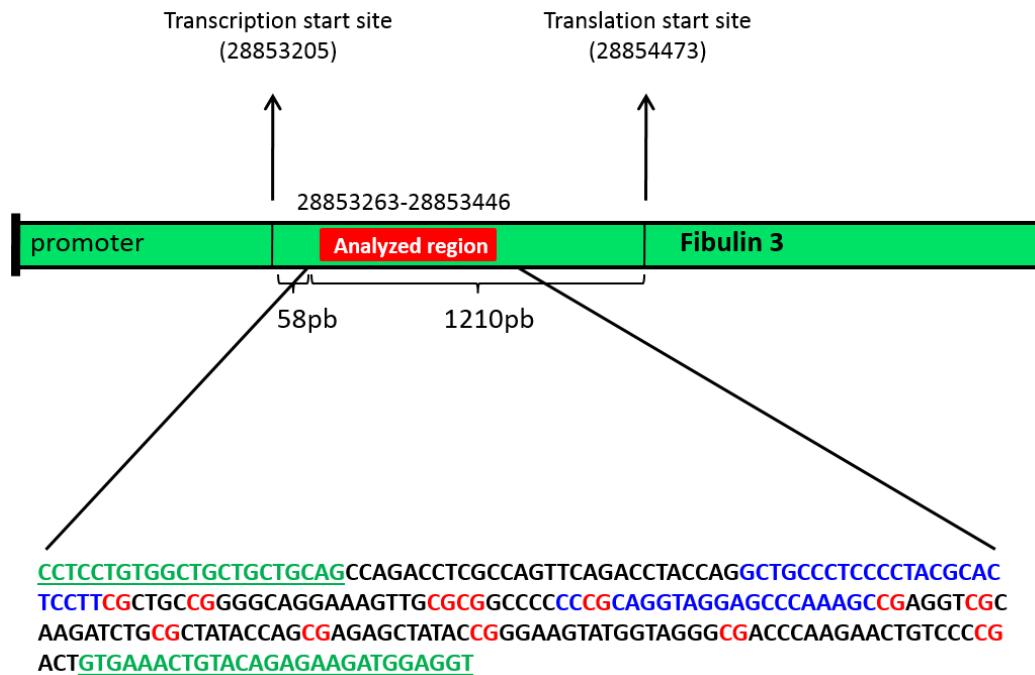 Transcription start site
(28853205)
Translation start site
(28854473)
28853263-28853446
promoter
Analyzed region
Fibulin 3
58pb
1210pb
CCTCCTGTGGCTGCTGCTGCAGCCAGACCTCGCCAGTTCAGACCTACCAGGCTGCCCTCCCCTACGCAC
TCCTTCGCTGCCGGGGCAGGAAAGTTGCGCGGCCCCCCCGCAGGTAGGAGCCCAAAGCCGAGGTCGC
AAGATCTGCGCTATACCAGCGAGAGCTATACCGGGAAGTATGGTAGGGCGACCCAAGAACTGTCCCCG
ACTGTGAAACTGTACAGAGAAGATGGAGGT